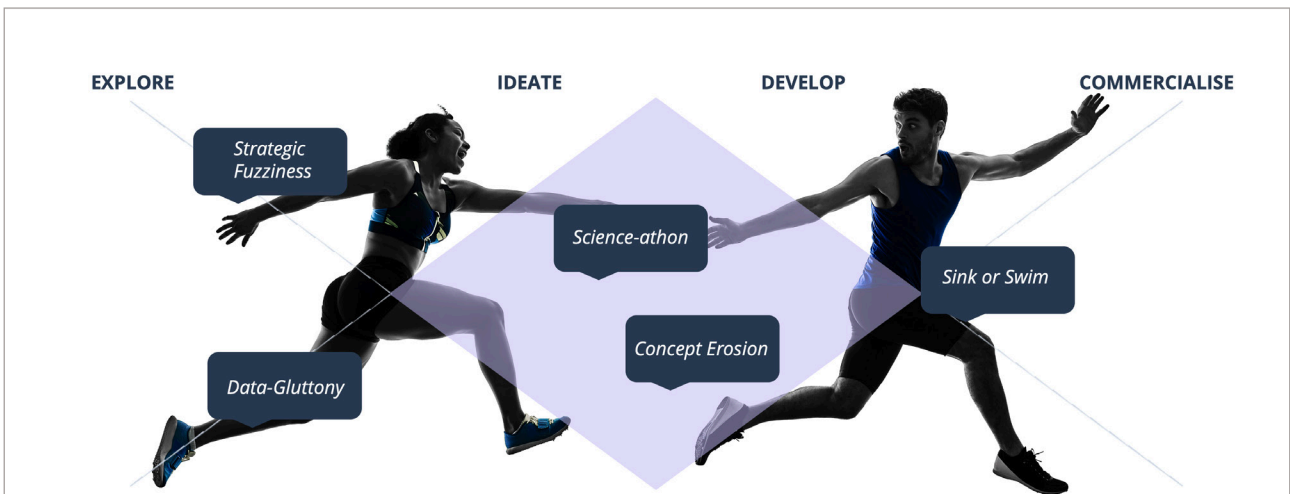 EXPLORE
IDEATE
DEVELOP
COMMERCIALISE
Strategic
Fuzziness
Science-athon
Sink or Swim
Concept Erosion
Data-Gluttony